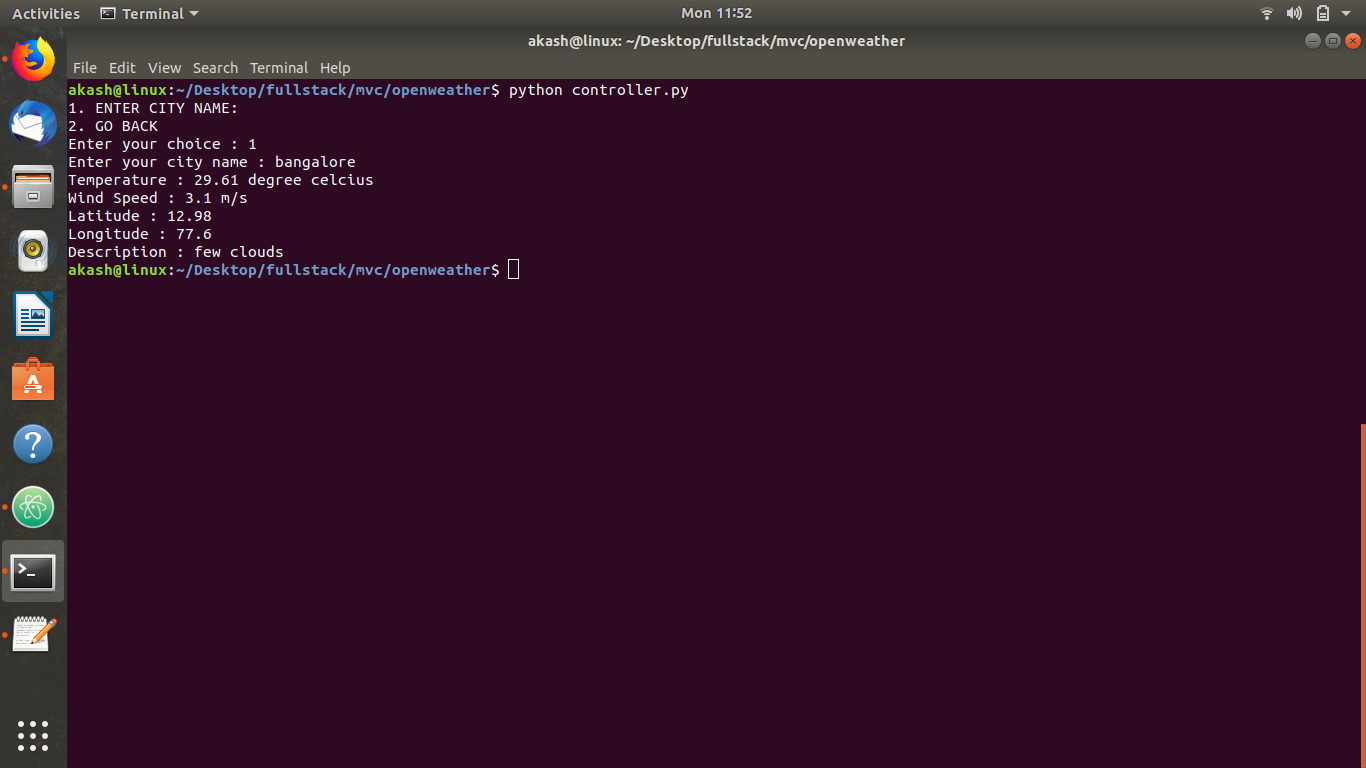 Activities Terminal Mon 11:52
akash@linux: ~/Desktop/fullstack/mvc/openweather
File Edit View Search Terminal Help
akash@linux:~/Desktop/fullstack/mvc/openweather$ python controller.py
1. ENTER CITY NAME:
2. GO BACK
Enter your choice : 1
Enter your city name : bangalore
Temperature : 29.61 degree celcius
Wind Speed : 3.1 m/s
Latitude : 12.98
Longitude : 77.6
Description : few clouds
akash@linux:~/Desktop/fullstack/mvc/openweather$